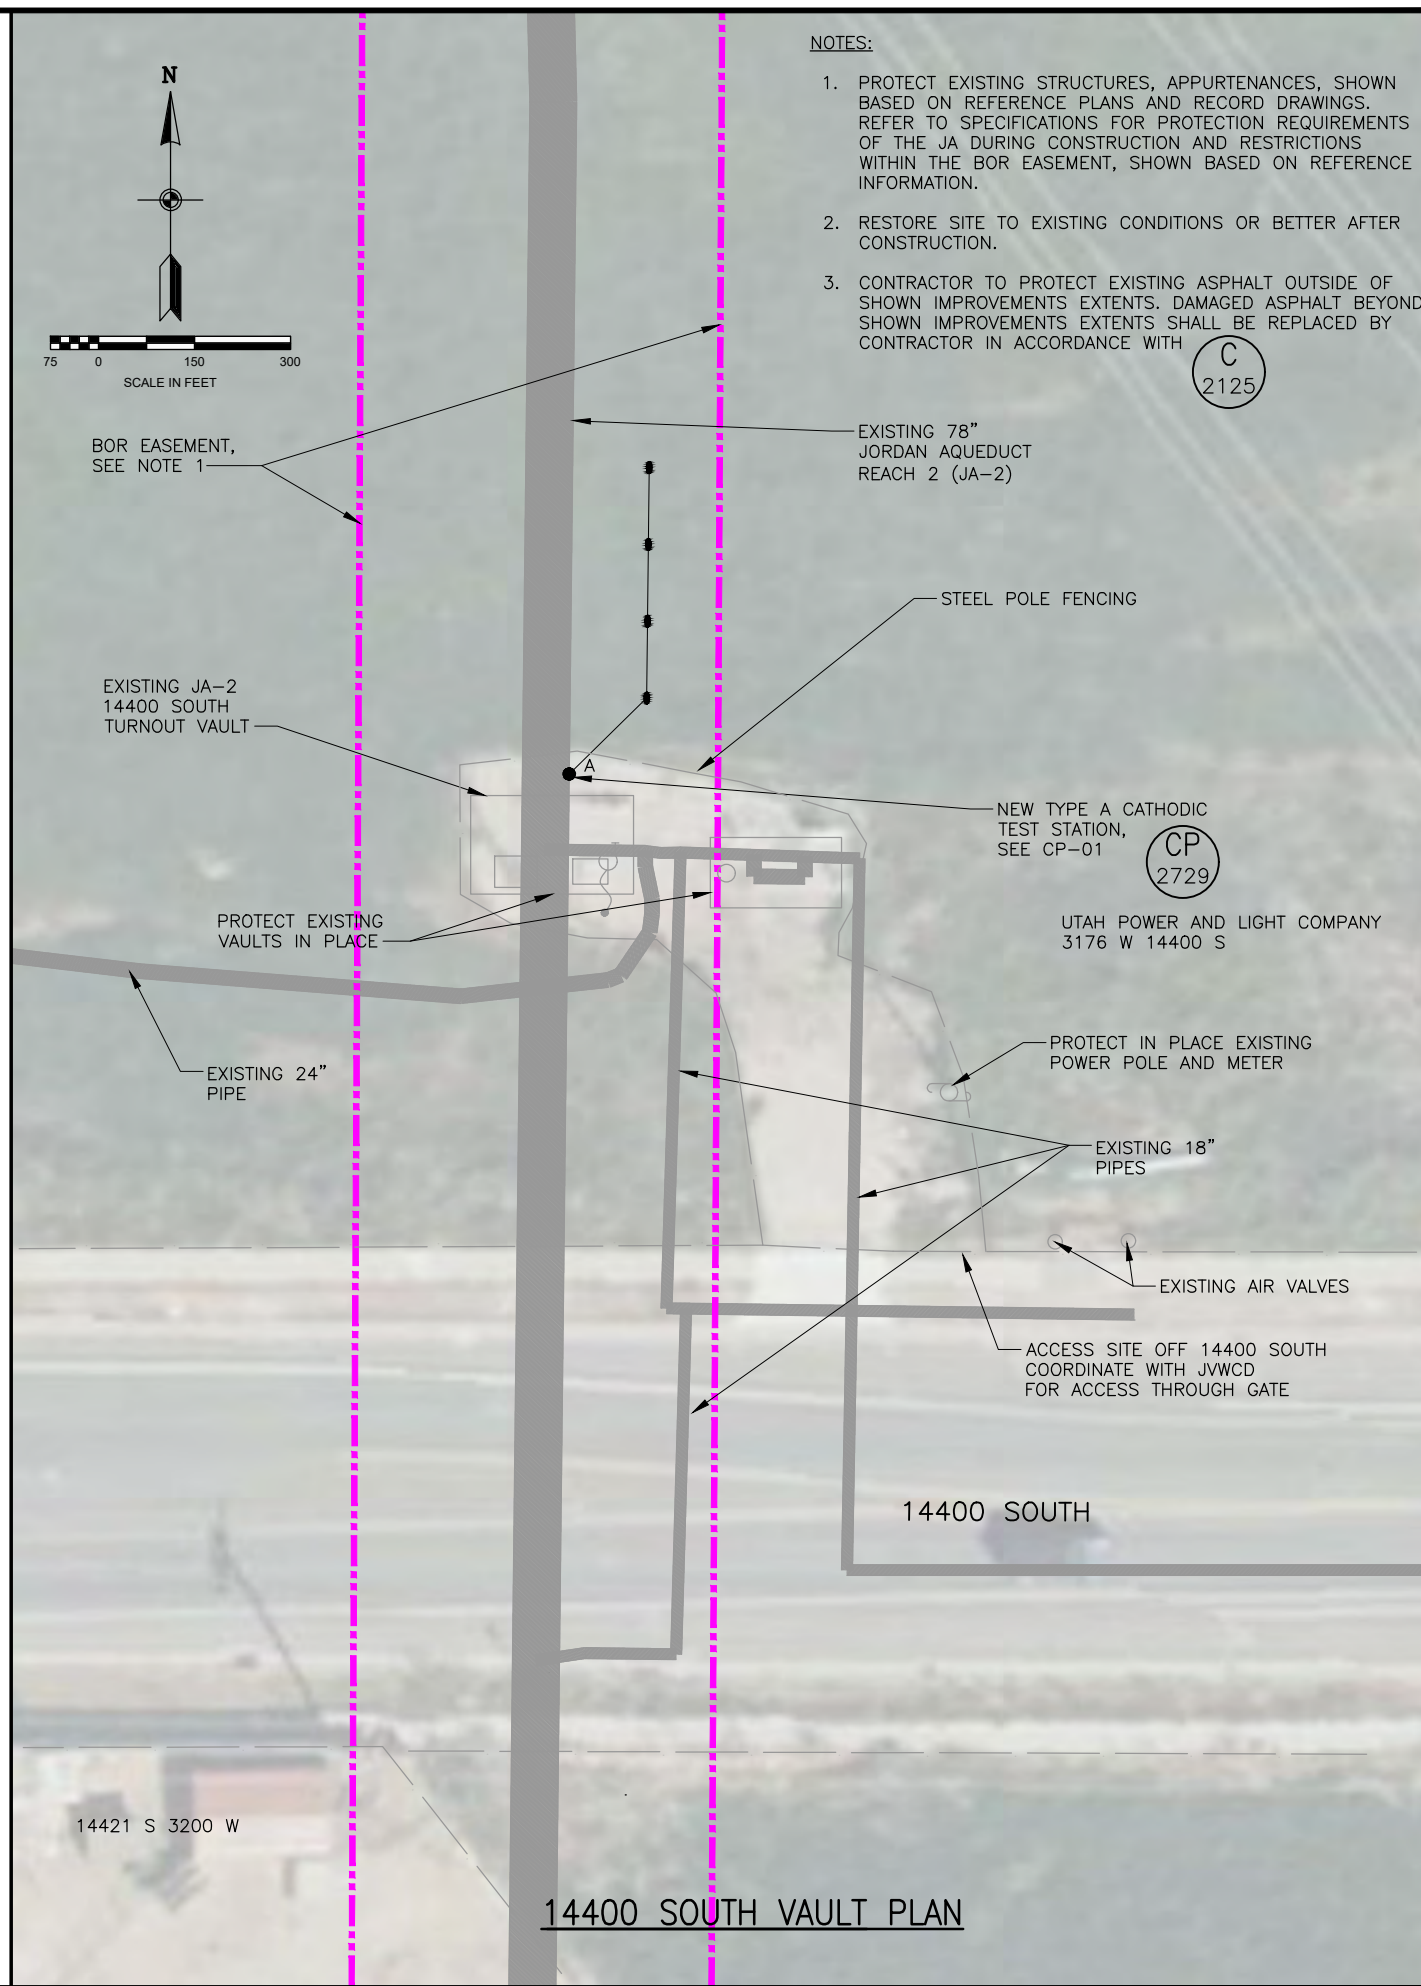 NOTES:
1. PROTECT EXISTING STRUCTURES, APPURTENANCES, SHOWN
BASED ON REFERENCE PLANS AND RECORD DRAWINGS.
REFER TO SPECIFICATIONS FOR PROTECTION REQUIREMENTS
OF THE JA DURING CONSTRUCTION AND RESTRICTIONS
WITHIN THE BOR EASEMENT, SHOWN BASED ON REFERENCE
INFORMATION.
2. RESTORE SITE TO EXISTING CONDITIONS OR BETTER AFTER
CONSTRUCTION.
3. CONTRACTOR TO PROTECT EXISTING ASPHALT OUTSIDE OF
SHOWN IMPROVEMENTS EXTENTS. DAMAGED ASPHALT BEYOND
SHOWN IMPROVEMENTS EXTENTS SHALL BE REPLACED BY
CONTRACTOR IN ACCORDANCE WITH
C
2125
N
75 0 150 300
SCALE IN FEET
BOR EASEMENT,
SEE NOTE 1
EXISTING 78"
JORDAN AQUEDUCT
REACH 2 (JA-2)
STEEL POLE FENCING
EXISTING JA-2
14400 SOUTH
TURNOUT VAULT
A
NEW TYPE A CATHODIC
TEST STATION,
SEE CP-01
CP
2729
PROTECT EXISTING
VAULTS IN PLACE
UTAH POWER AND LIGHT COMPANY
3176 W 14400 S
EXISTING 24"
PIPE
PROTECT IN PLACE EXISTING
POWER POLE AND METER
EXISTING 18"
PIPES
EXISTING AIR VALVES
ACCESS SITE OFF 14400 SOUTH
COORDINATE WITH JVWCD
FOR ACCESS THROUGH GATE
14400 SOUTH
14421 S 3200 W
14400 SOUTH VAULT PLAN